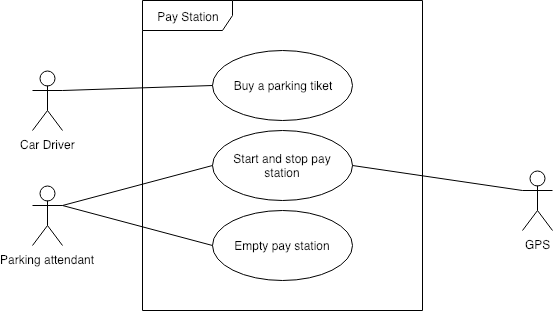 Pay Station
Buy a parking tiket
Car Driver
Start and stop pay
station
Parking attendant
Empty pay station
GPS